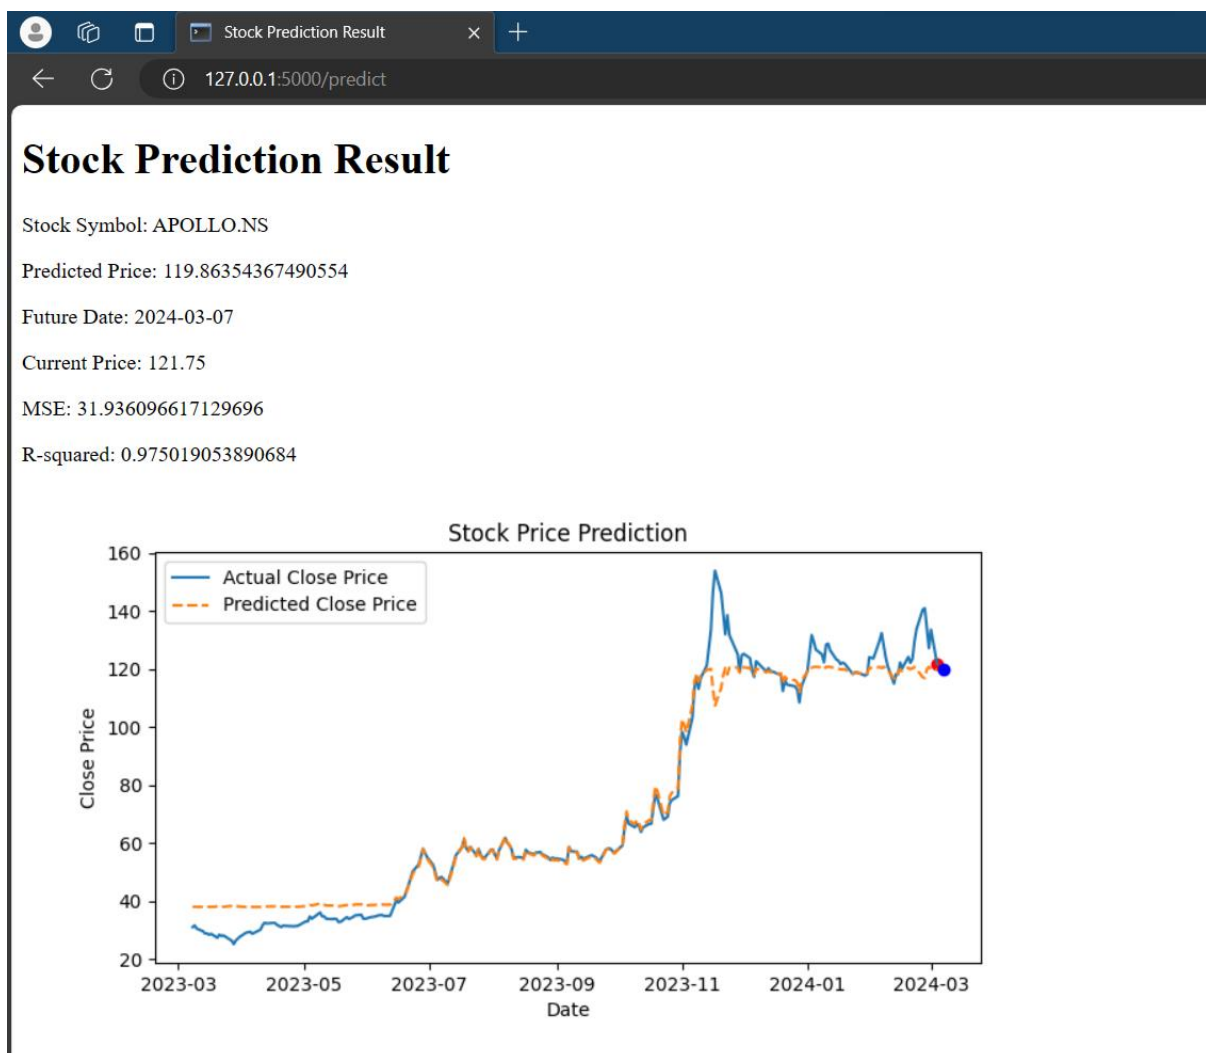 Stock Prediction Result
127.0.0.1:5000/predict
Stock Prediction Result
Stock Symbol: APOLLO.NS
Predicted Price: 119.86354367490554
Future Date: 2024-03-07
Current Price: 121.75
MSE: 31.936096617129696
R-squared: 0.975019053890684
Stock Price Prediction
Actual Close Price
Predicted Close Price
160
140
120
100
80
60
40
20
Close Price
2023-03 2023-05 2023-07 2023-09 2023-11 2024-01 2024-03
Date